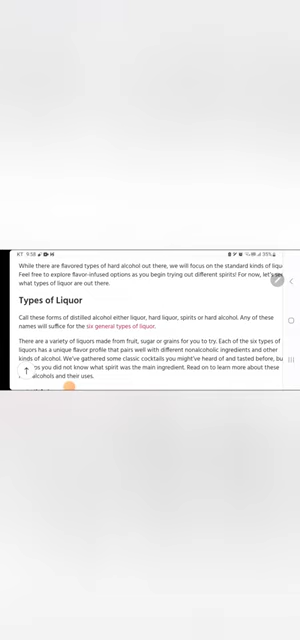 KT 9:58
35%
While there are flavored types of hard alcohol out there, we will focus on the standard kinds of
Feel free to explore flavor-infused options as you begin trying out different spirits! For now, let's
what types of liquor are out there.
Types of Liquor
Call these forms of distilled alcohol either liquor, hard liquor, spirits or hard alcohol. Any of these
names will suffice for the six general types of liquor.
There are a variety of liquors made from fruit, sugar or grains for you to try. Each of the six types of
liquors has a unique flavor profile that pairs well with different nonalcoholic ingredients and other
kinds of alcohol. We've gathered some classic cocktails you might've heard of and tasted before, bu
you did not know what spirit was the main ingredient. Read on to learn more about these
alcohols and their uses.